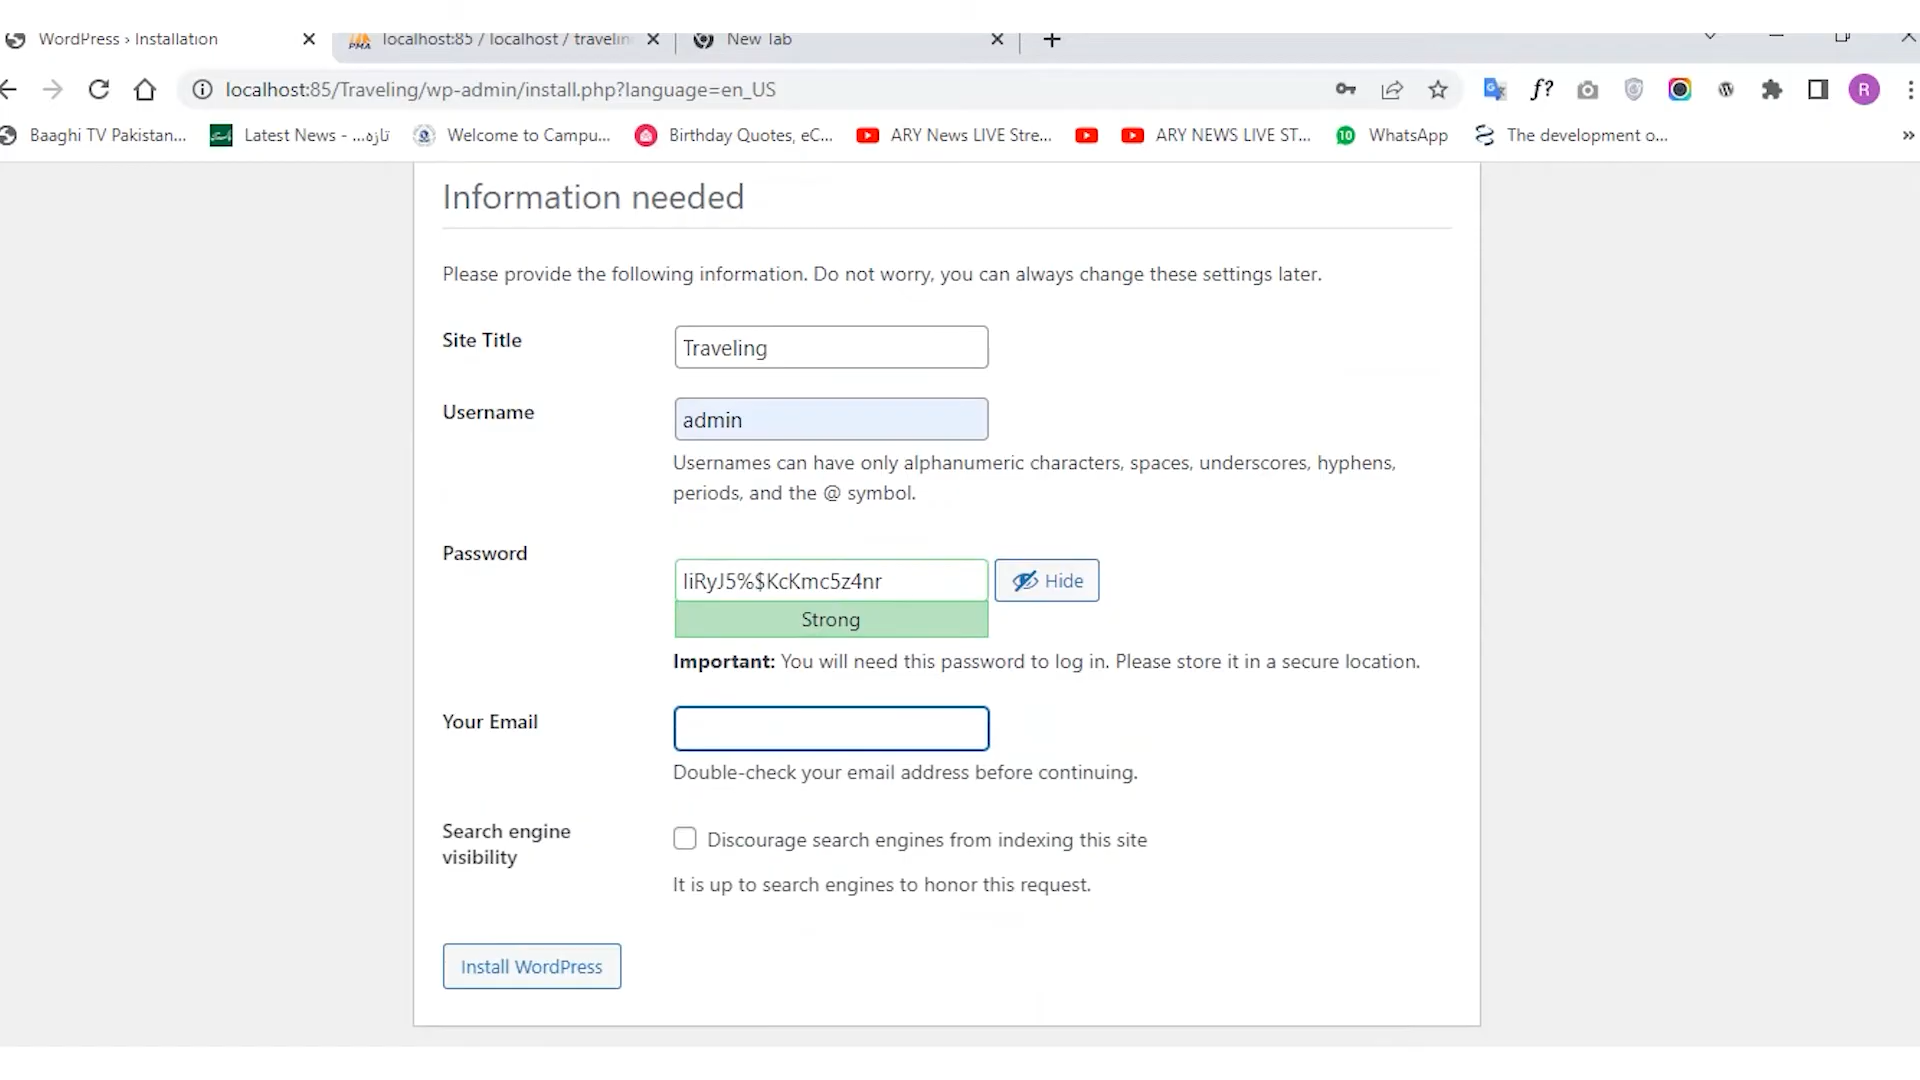 WordPress › Installation
PMA localhost:85 / localhost / travelin
New Tab
localhost:85/Traveling/wp-admin/install.php?language=en_US
f?
R
Baaghi TV Pakistan...
Latest News - ...تازہ
Welcome to Campu...
Birthday Quotes, eC...
ARY News LIVE Stre...
ARY NEWS LIVE ST...
10 WhatsApp
The development o...
»
Information needed
Please provide the following information. Do not worry, you can always change these settings later.
Site Title
Traveling
Username
admin
Usernames can have only alphanumeric characters, spaces, underscores, hyphens,
periods, and the @ symbol.
Password
liRyJ5%$KcKmc5z4nr
Hide
Strong
Important: You will need this password to log in. Please store it in a secure location.
Your Email
Double-check your email address before continuing.
Search engine
visibility
Discourage search engines from indexing this site
It is up to search engines to honor this request.
Install WordPress